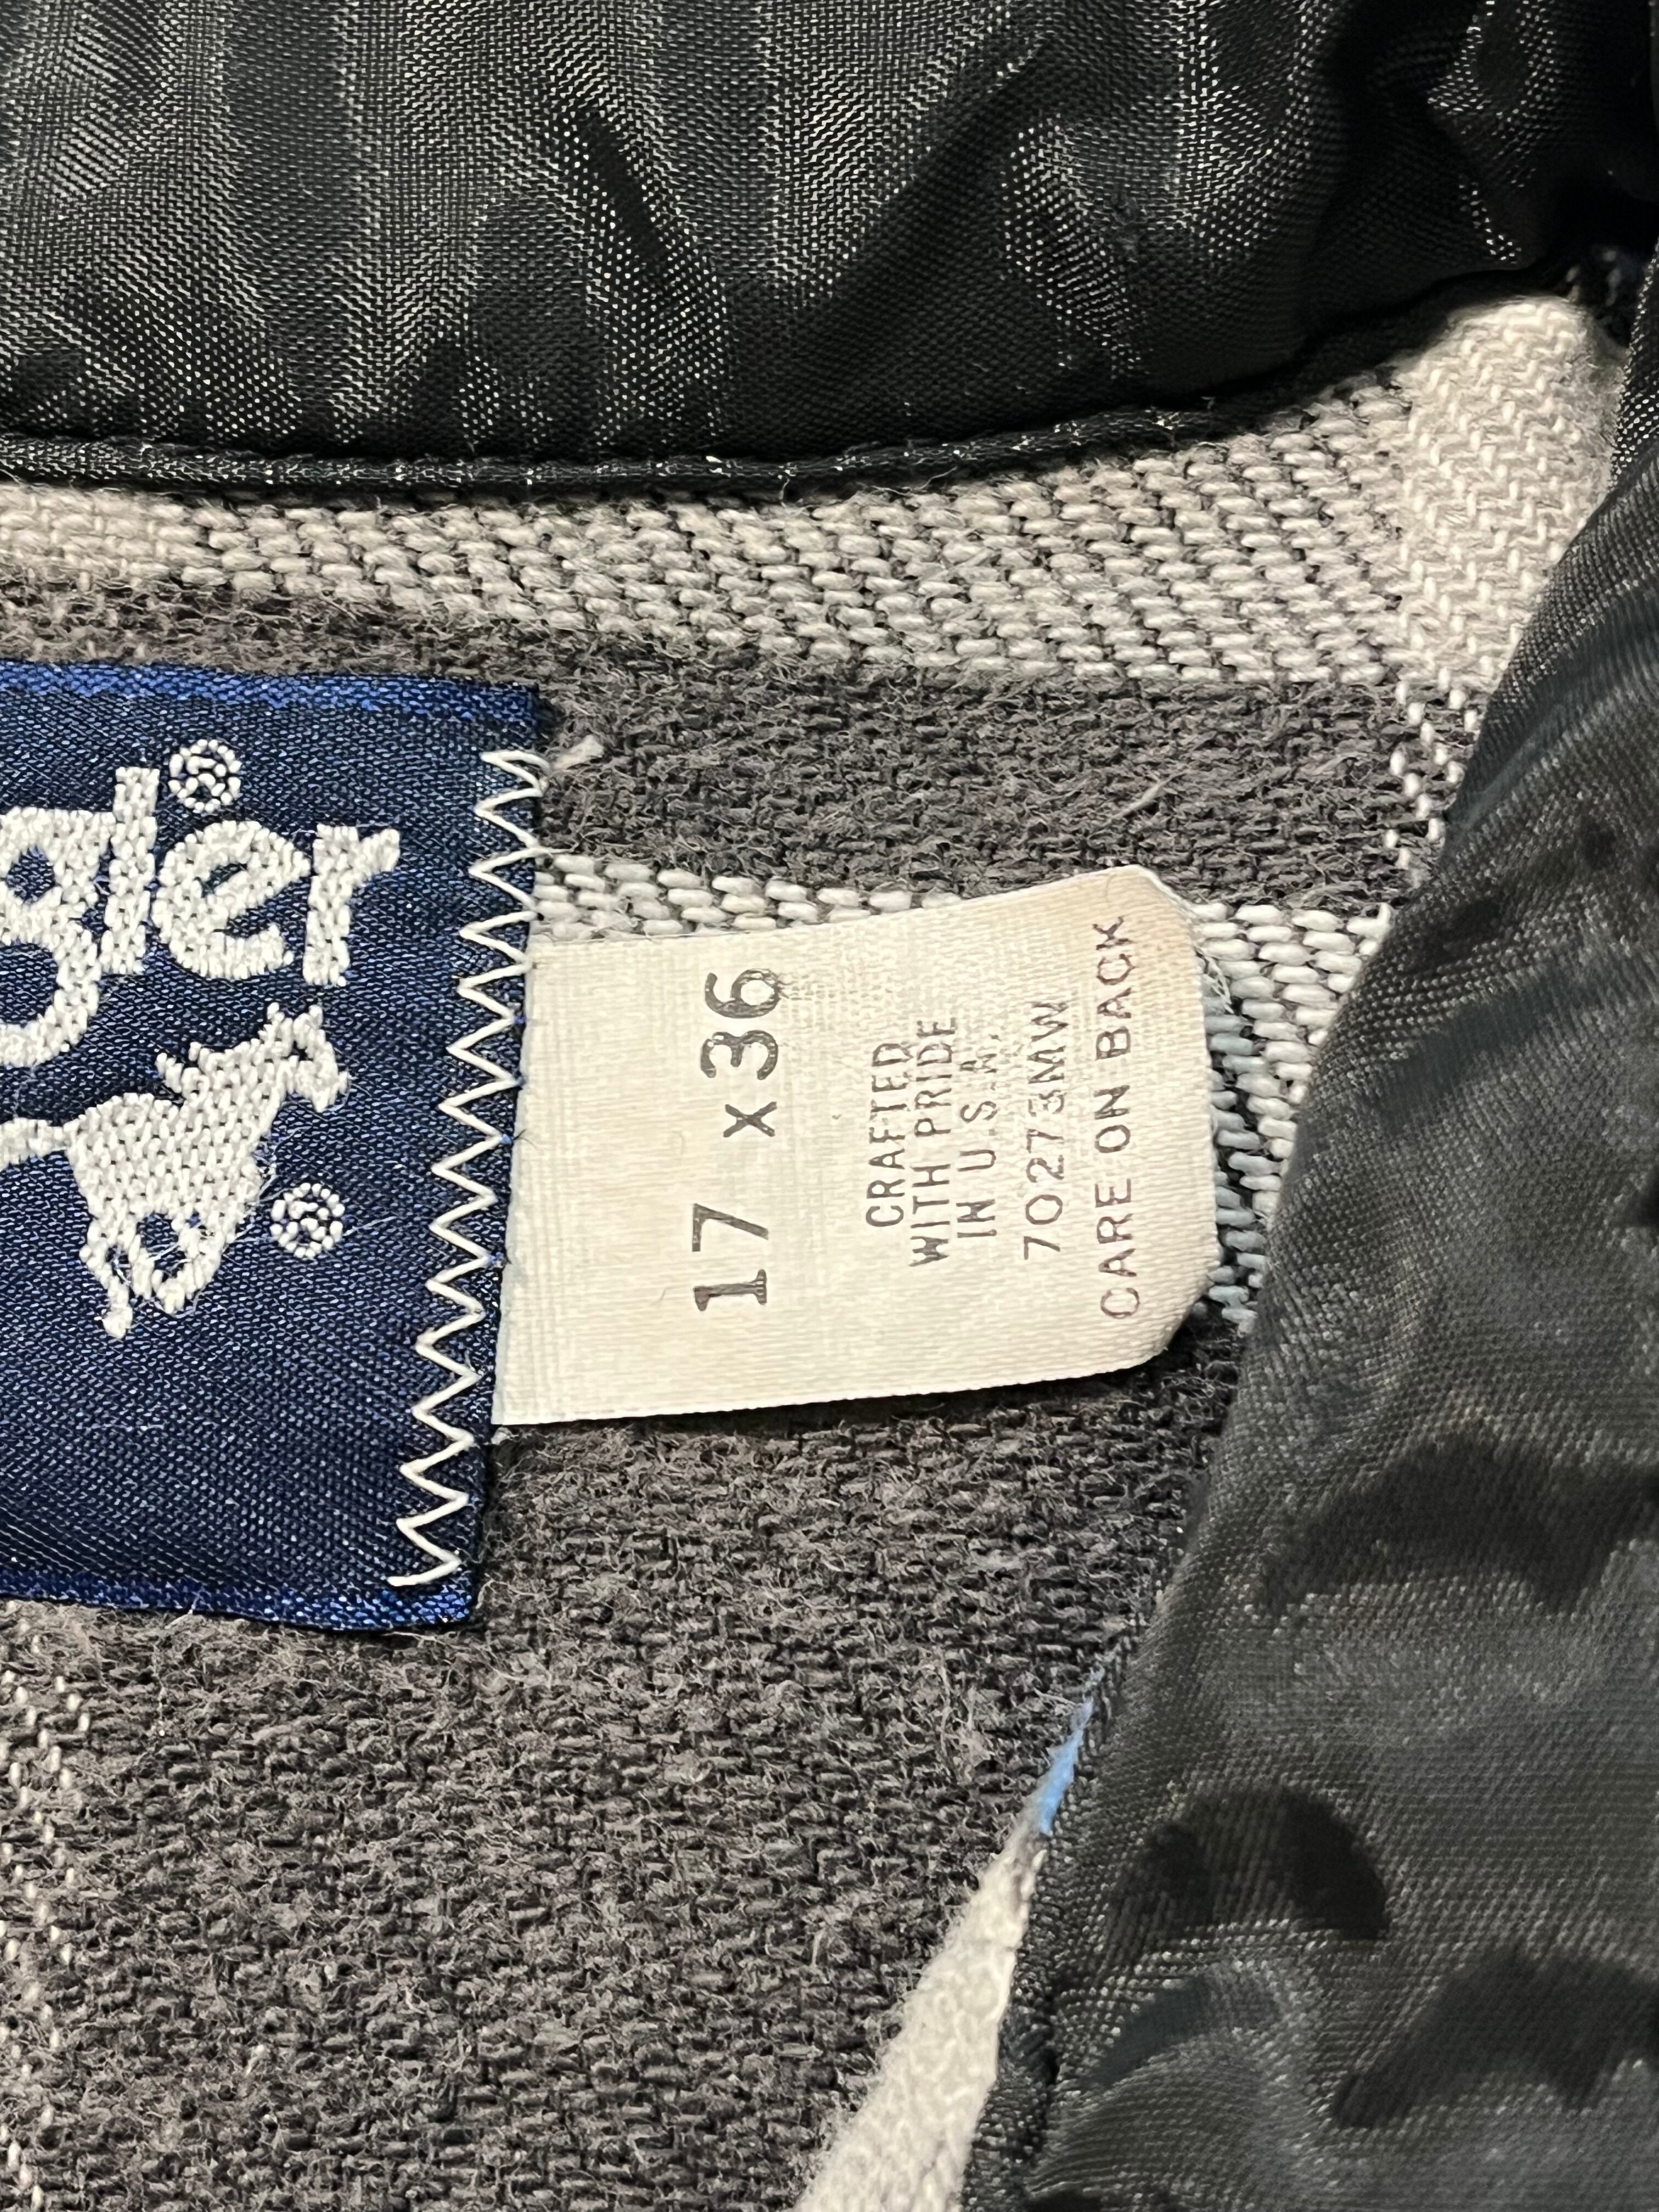 gler®
®
17 x 36
CRAFTED
WITH PRIDE
IN U.S.A.
70273MW
CARE ON BACK